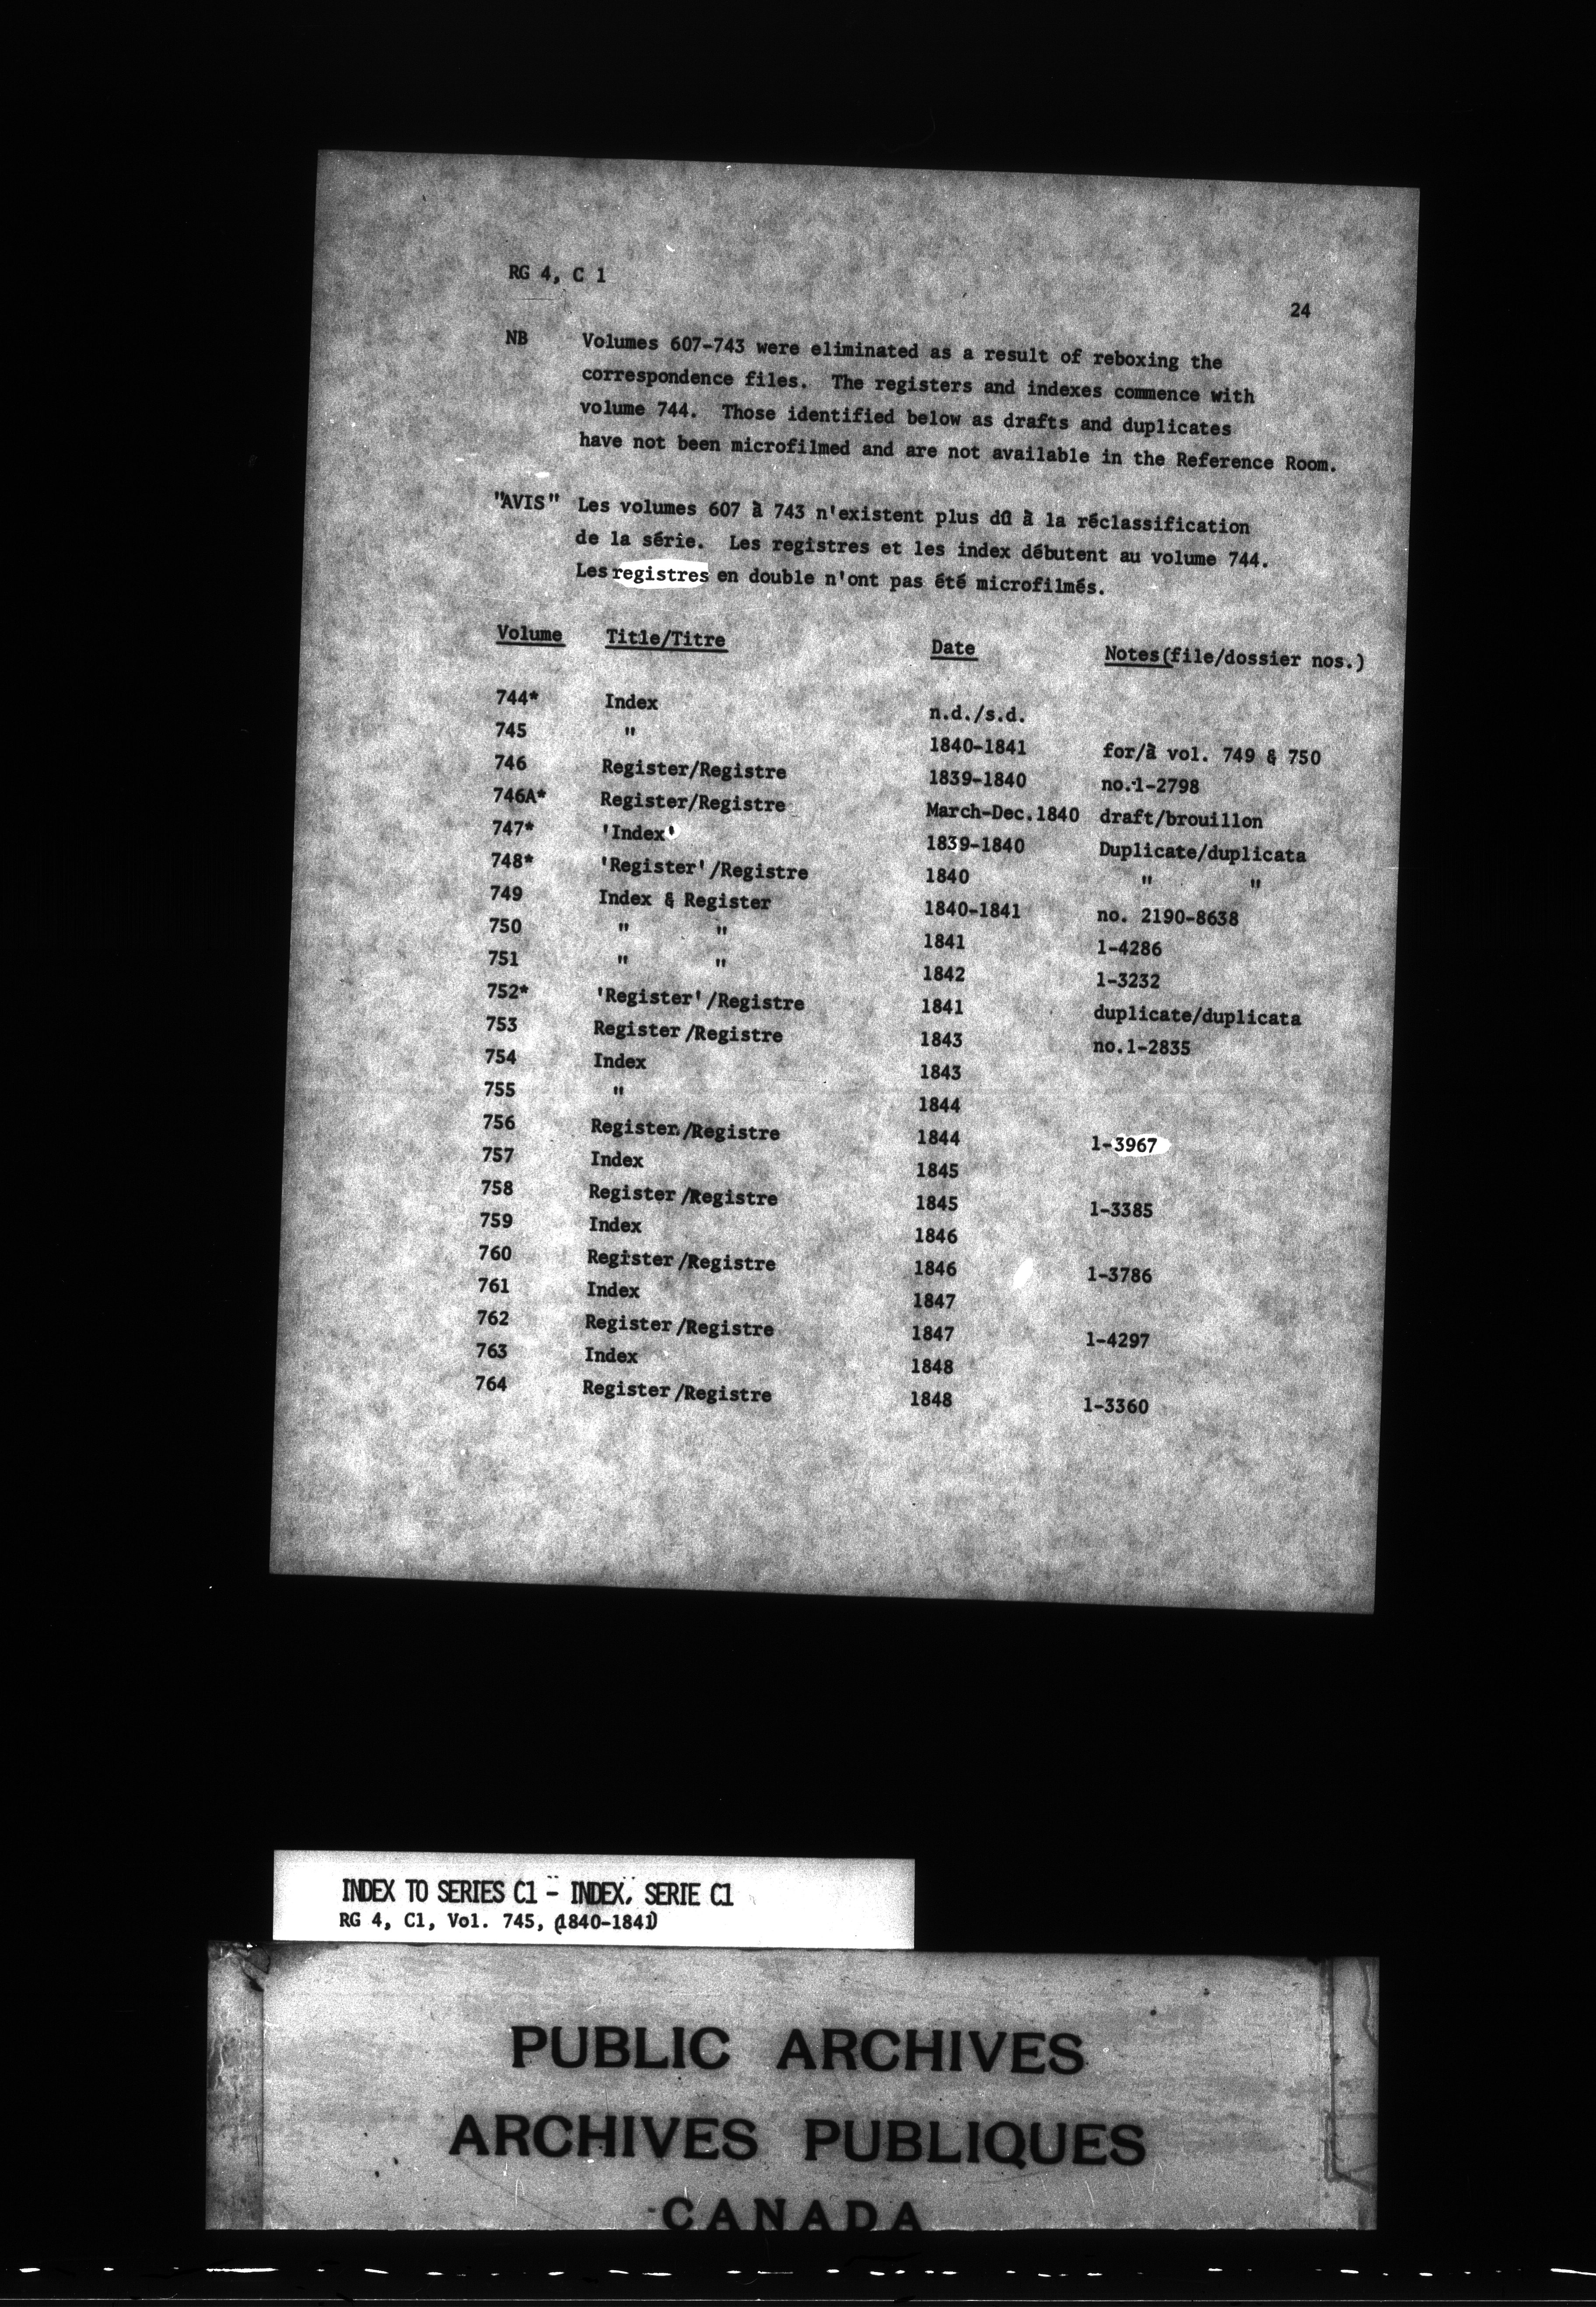 RG 4, C 1
24
NB Volumes 607-743 were eliminated as a result of reboxing the
correspondence files. The registers and indexes commence with
volume 744. Those identified below as drafts and duplicates
have not been microfilmed and are not available in the Reference Room.
"AVIS" Les volumes 607 à 743 n'existent plus dû à la réclassification
de la série. Les registres et les index débutent au volume 744.
Les registres en double n'ont pas été microfilmés.
Volume Title/Titre Date Notes(file/dossier nos.)
744* Index n.d./s.d.
745 " 1840-1841 for/à vol. 749 & 750
746 Register/Registre 1839-1840 no.1-2798
746A* Register/Registre March-Dec.1840 draft/brouillon
747* 'Index' 1839-1840 Duplicate/duplicata
748* 'Register'/Registre 1840 " "
749 Index & Register 1840-1841 no. 2190-8638
750 " " 1841 1-4286
751 " " 1842 1-3232
752* 'Register'/Registre 1841 duplicate/duplicata
753 Register/Registre 1843 no.1-2835
754 Index 1843
755 " 1844
756 Register/Registre 1844 1-3967
757 Index 1845
758 Register/Registre 1845 1-3385
759 Index 1846
760 Register/Registre 1846 1-3786
761 Index 1847
762 Register/Registre 1847 1-4297
763 Index 1848
764 Register/Registre 1848 1-3360
INDEX TO SERIES C1 - INDEX, SERIE C1
RG 4, C1, Vol. 745, (1840-1841)
PUBLIC ARCHIVES
ARCHIVES PUBLIQUES
CANADA